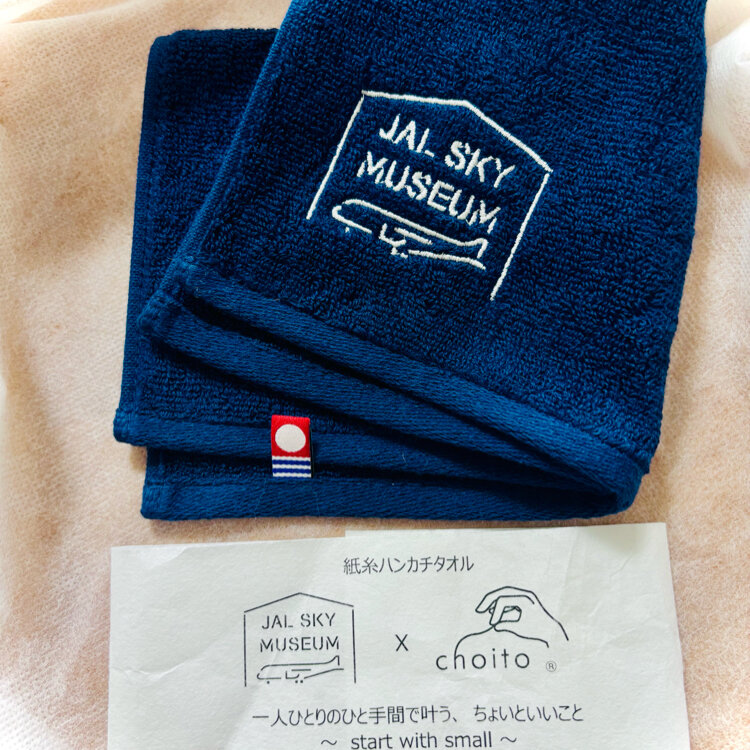 JAL SKY
MUSEUM
紙糸ハンカチタオル
JAL SKY
MUSEUM
x
choito ®
一人ひとりのひと手間で叶う、ちょいといいこと
～ start with small ～